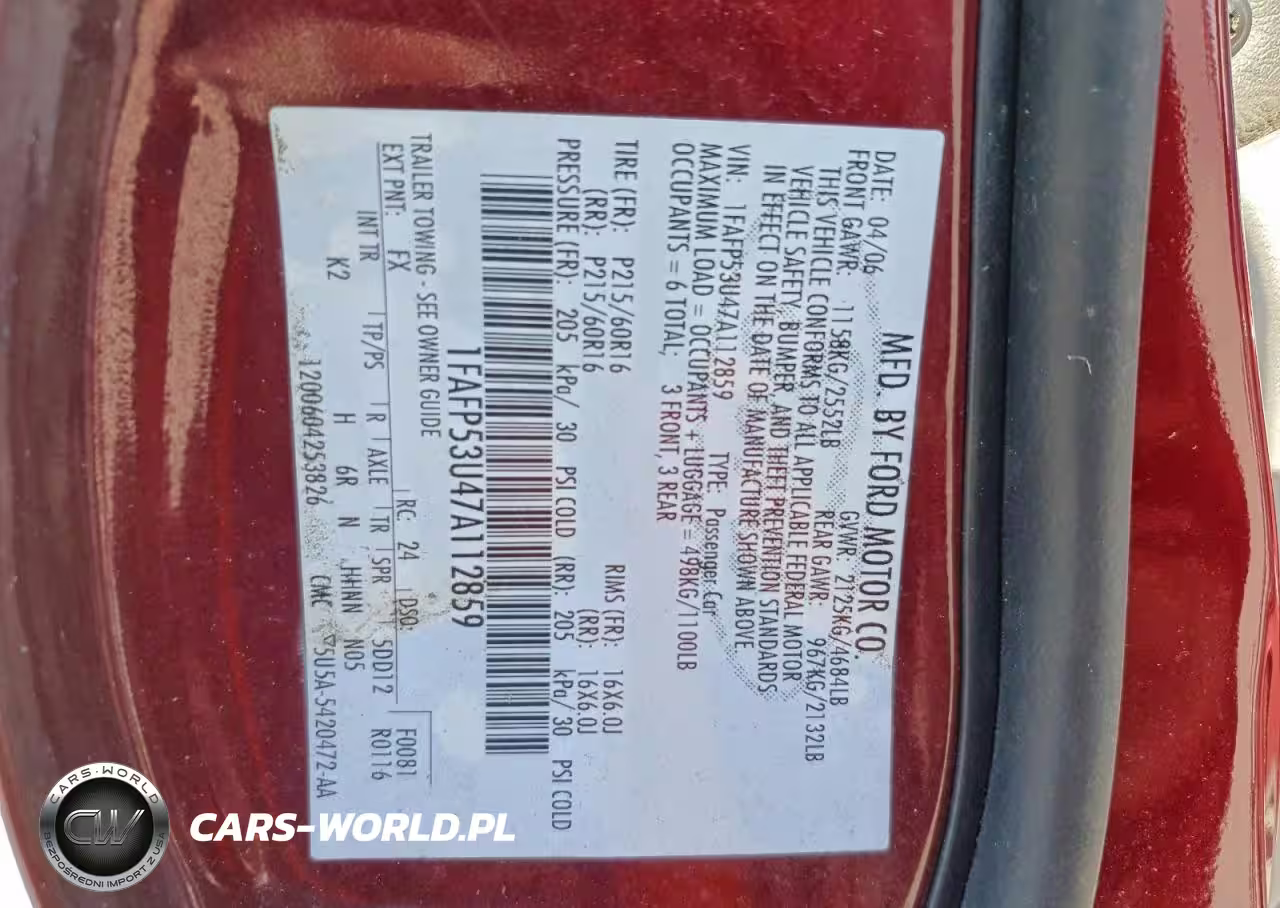 MFD. BY FORD MOTOR CO.
DATE: 04/06 GVWR: 2125KG/4684LB
FRONT GAWR: 1158KG/2552LB REAR GAWR: 967KG/2132LB
THIS VEHICLE CONFORMS TO ALL APPLICABLE FEDERAL MOTOR
VEHICLE SAFETY, BUMPER, AND THEFT PREVENTION STANDARDS
IN EFFECT ON THE DATE OF MANUFACTURE SHOWN ABOVE.
VIN: 1FAFP53U47A112859 TYPE: Passenger Car
MAXIMUM LOAD = OCCUPANTS + LUGGAGE = 498KG/1100LB
OCCUPANTS = 6 TOTAL, 3 FRONT, 3 REAR
TIRE (FR): P215/60R16 RIMS (FR): 16X6.0J
(RR): P215/60R16 (RR): 16X6.0J
PRESSURE (FR): 205 kPa/ 30 PSI COLD (RR): 205 kPa/ 30 PSI COLD
1FAFP53U47A112859
TRAILER TOWING - SEE OWNER GUIDE
F0081
EXT PNT: FX RC: 24 DSO: R0116
INT TR TP/PS R AXLE TR SPR SDD12
K2 H 6R N HHNN N05
1200604253826 CMC ▽5U5A-5420472-AA
CARS-WORLD
CW
BEZPOŚREDNI IMPORT Z USA
CARS-WORLD.PL